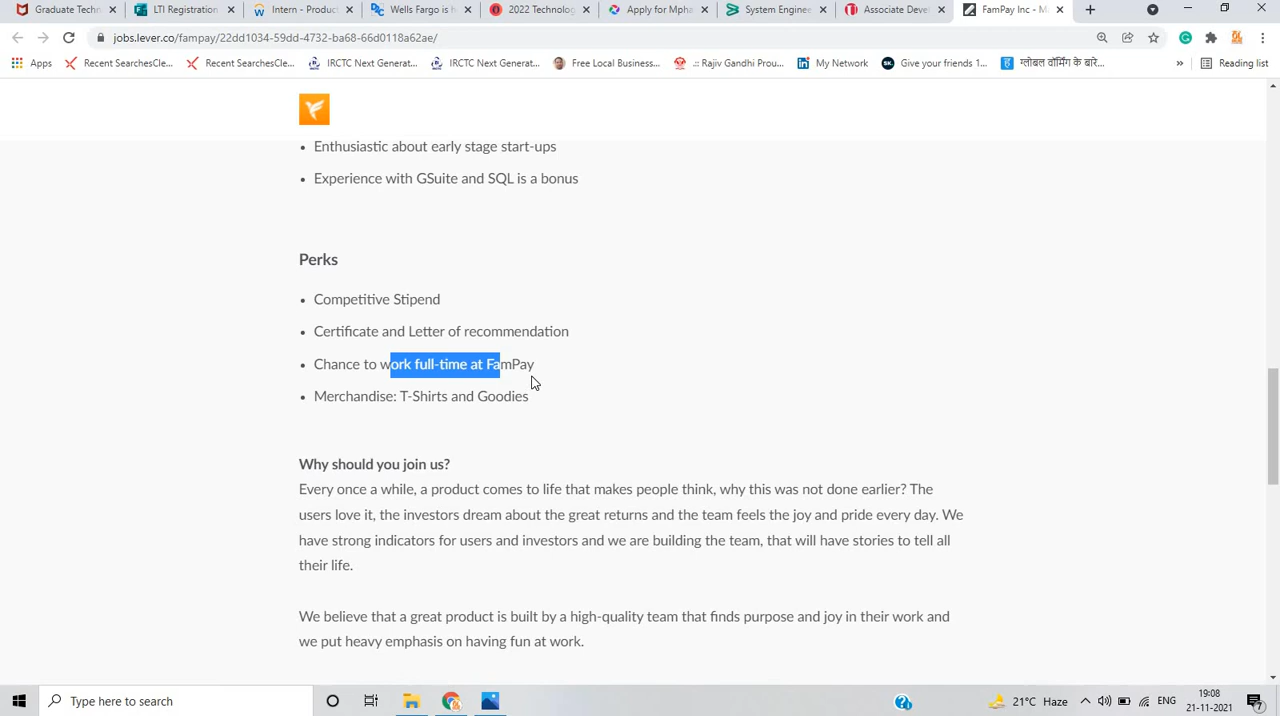 Graduate Techn
LTI Registration
Intern - Product
Wells Fargo is h
2022 Technolog
Apply for Mpha
System Engine
Associate Devel
FamPay Inc - Ma
jobs.lever.co/fampay/22dd1034-59dd-4732-ba68-66d0118a62ae/
Apps
Recent SearchesCle...
Recent SearchesCle...
IRCTC Next Generat...
IRCTC Next Generat...
Free Local Business...
.:: Rajiv Gandhi Prou...
My Network
SK.
Give your friends 1...
ग्लोबल वॉर्मिंग के बारे...
»
Reading list
• Enthusiastic about early stage start-ups
• Experience with GSuite and SQL is a bonus
Perks
• Competitive Stipend
• Certificate and Letter of recommendation
• Chance to work full-time at FamPay
• Merchandise: T-Shirts and Goodies
Why should you join us?
Every once a while, a product comes to life that makes people think, why this was not done earlier? The
users love it, the investors dream about the great returns and the team feels the joy and pride every day. We
have strong indicators for users and investors and we are building the team, that will have stories to tell all
their life.
We believe that a great product is built by a high-quality team that finds purpose and joy in their work and
we put heavy emphasis on having fun at work.
Type here to search
21°C Haze
ENG
19:08
21-11-2021
7